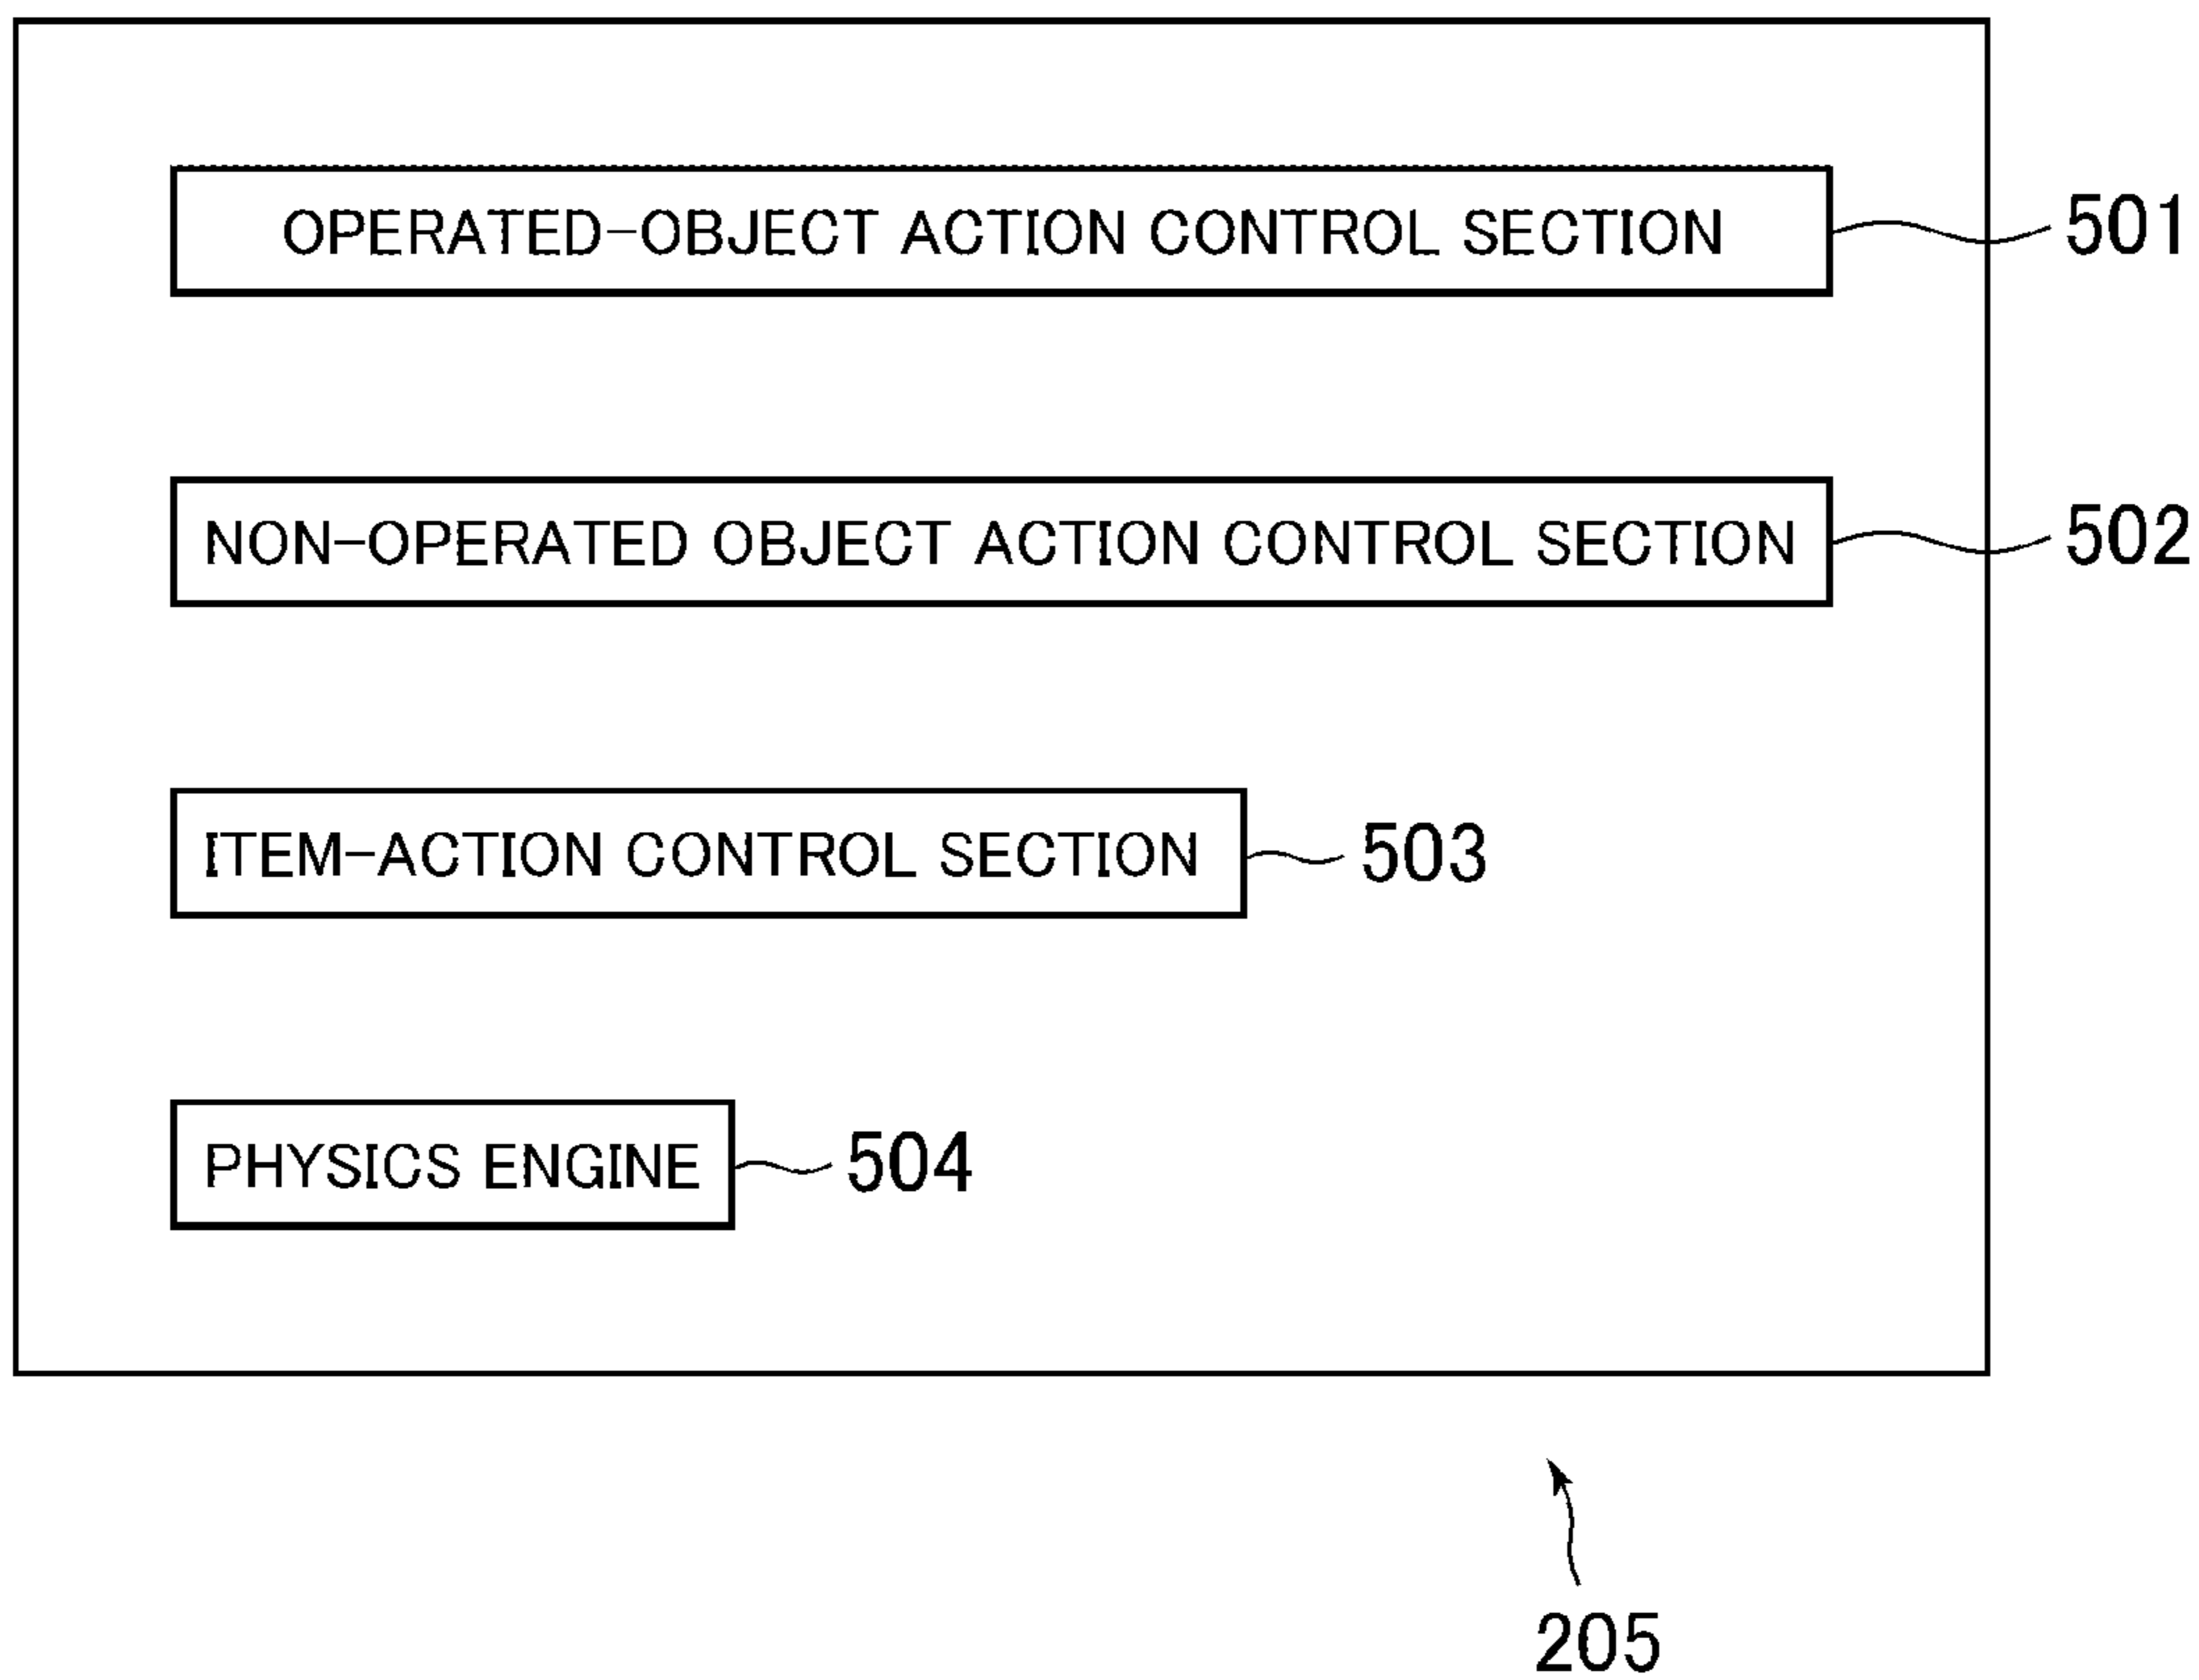 OPERATED-OBJECT ACTION CONTROL SECTION 501
NON-OPERATED OBJECT ACTION CONTROL SECTION 502
ITEM-ACTION CONTROL SECTION 503
PHYSICS ENGINE 504
205